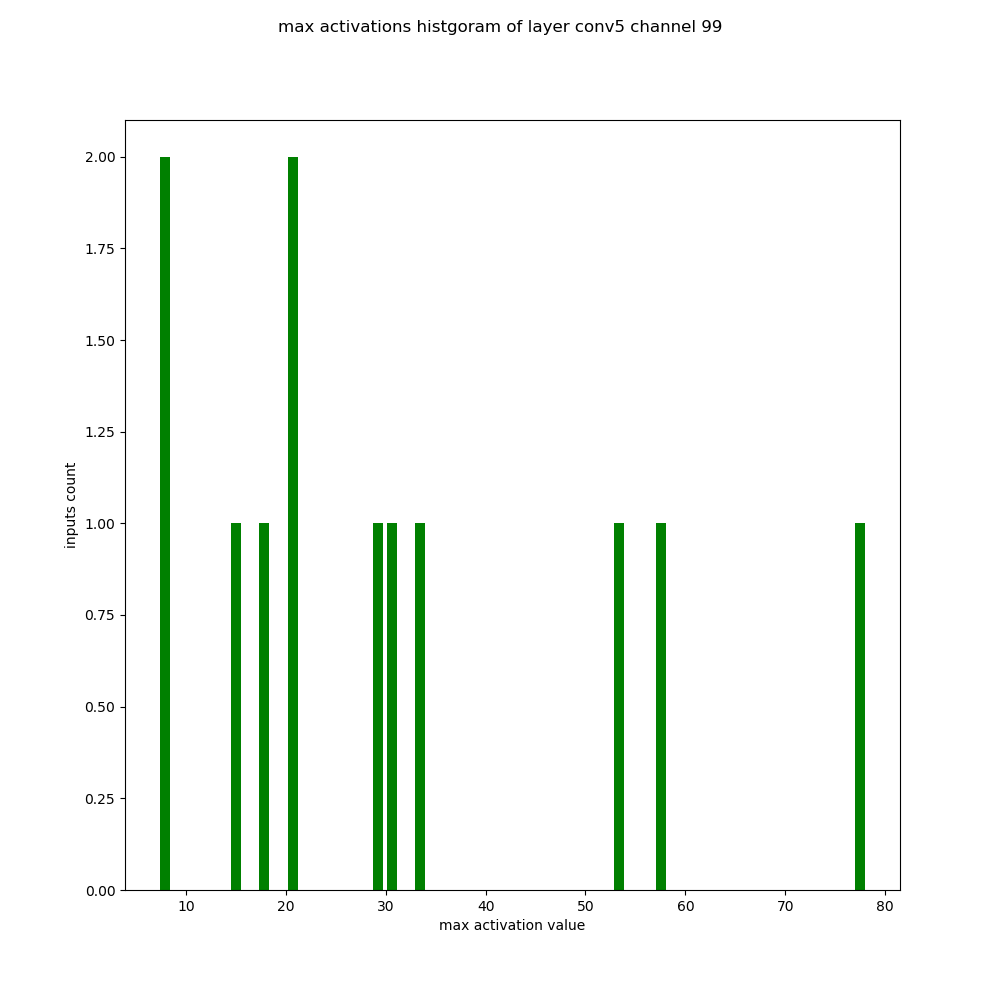 max activations histgoram of layer conv5 channel 99
2.00
1.75
1.50
1.25
1.00
0.75
0.50
0.25
0.00
inputs count
10 20 30 40 50 60 70 80
max activation value